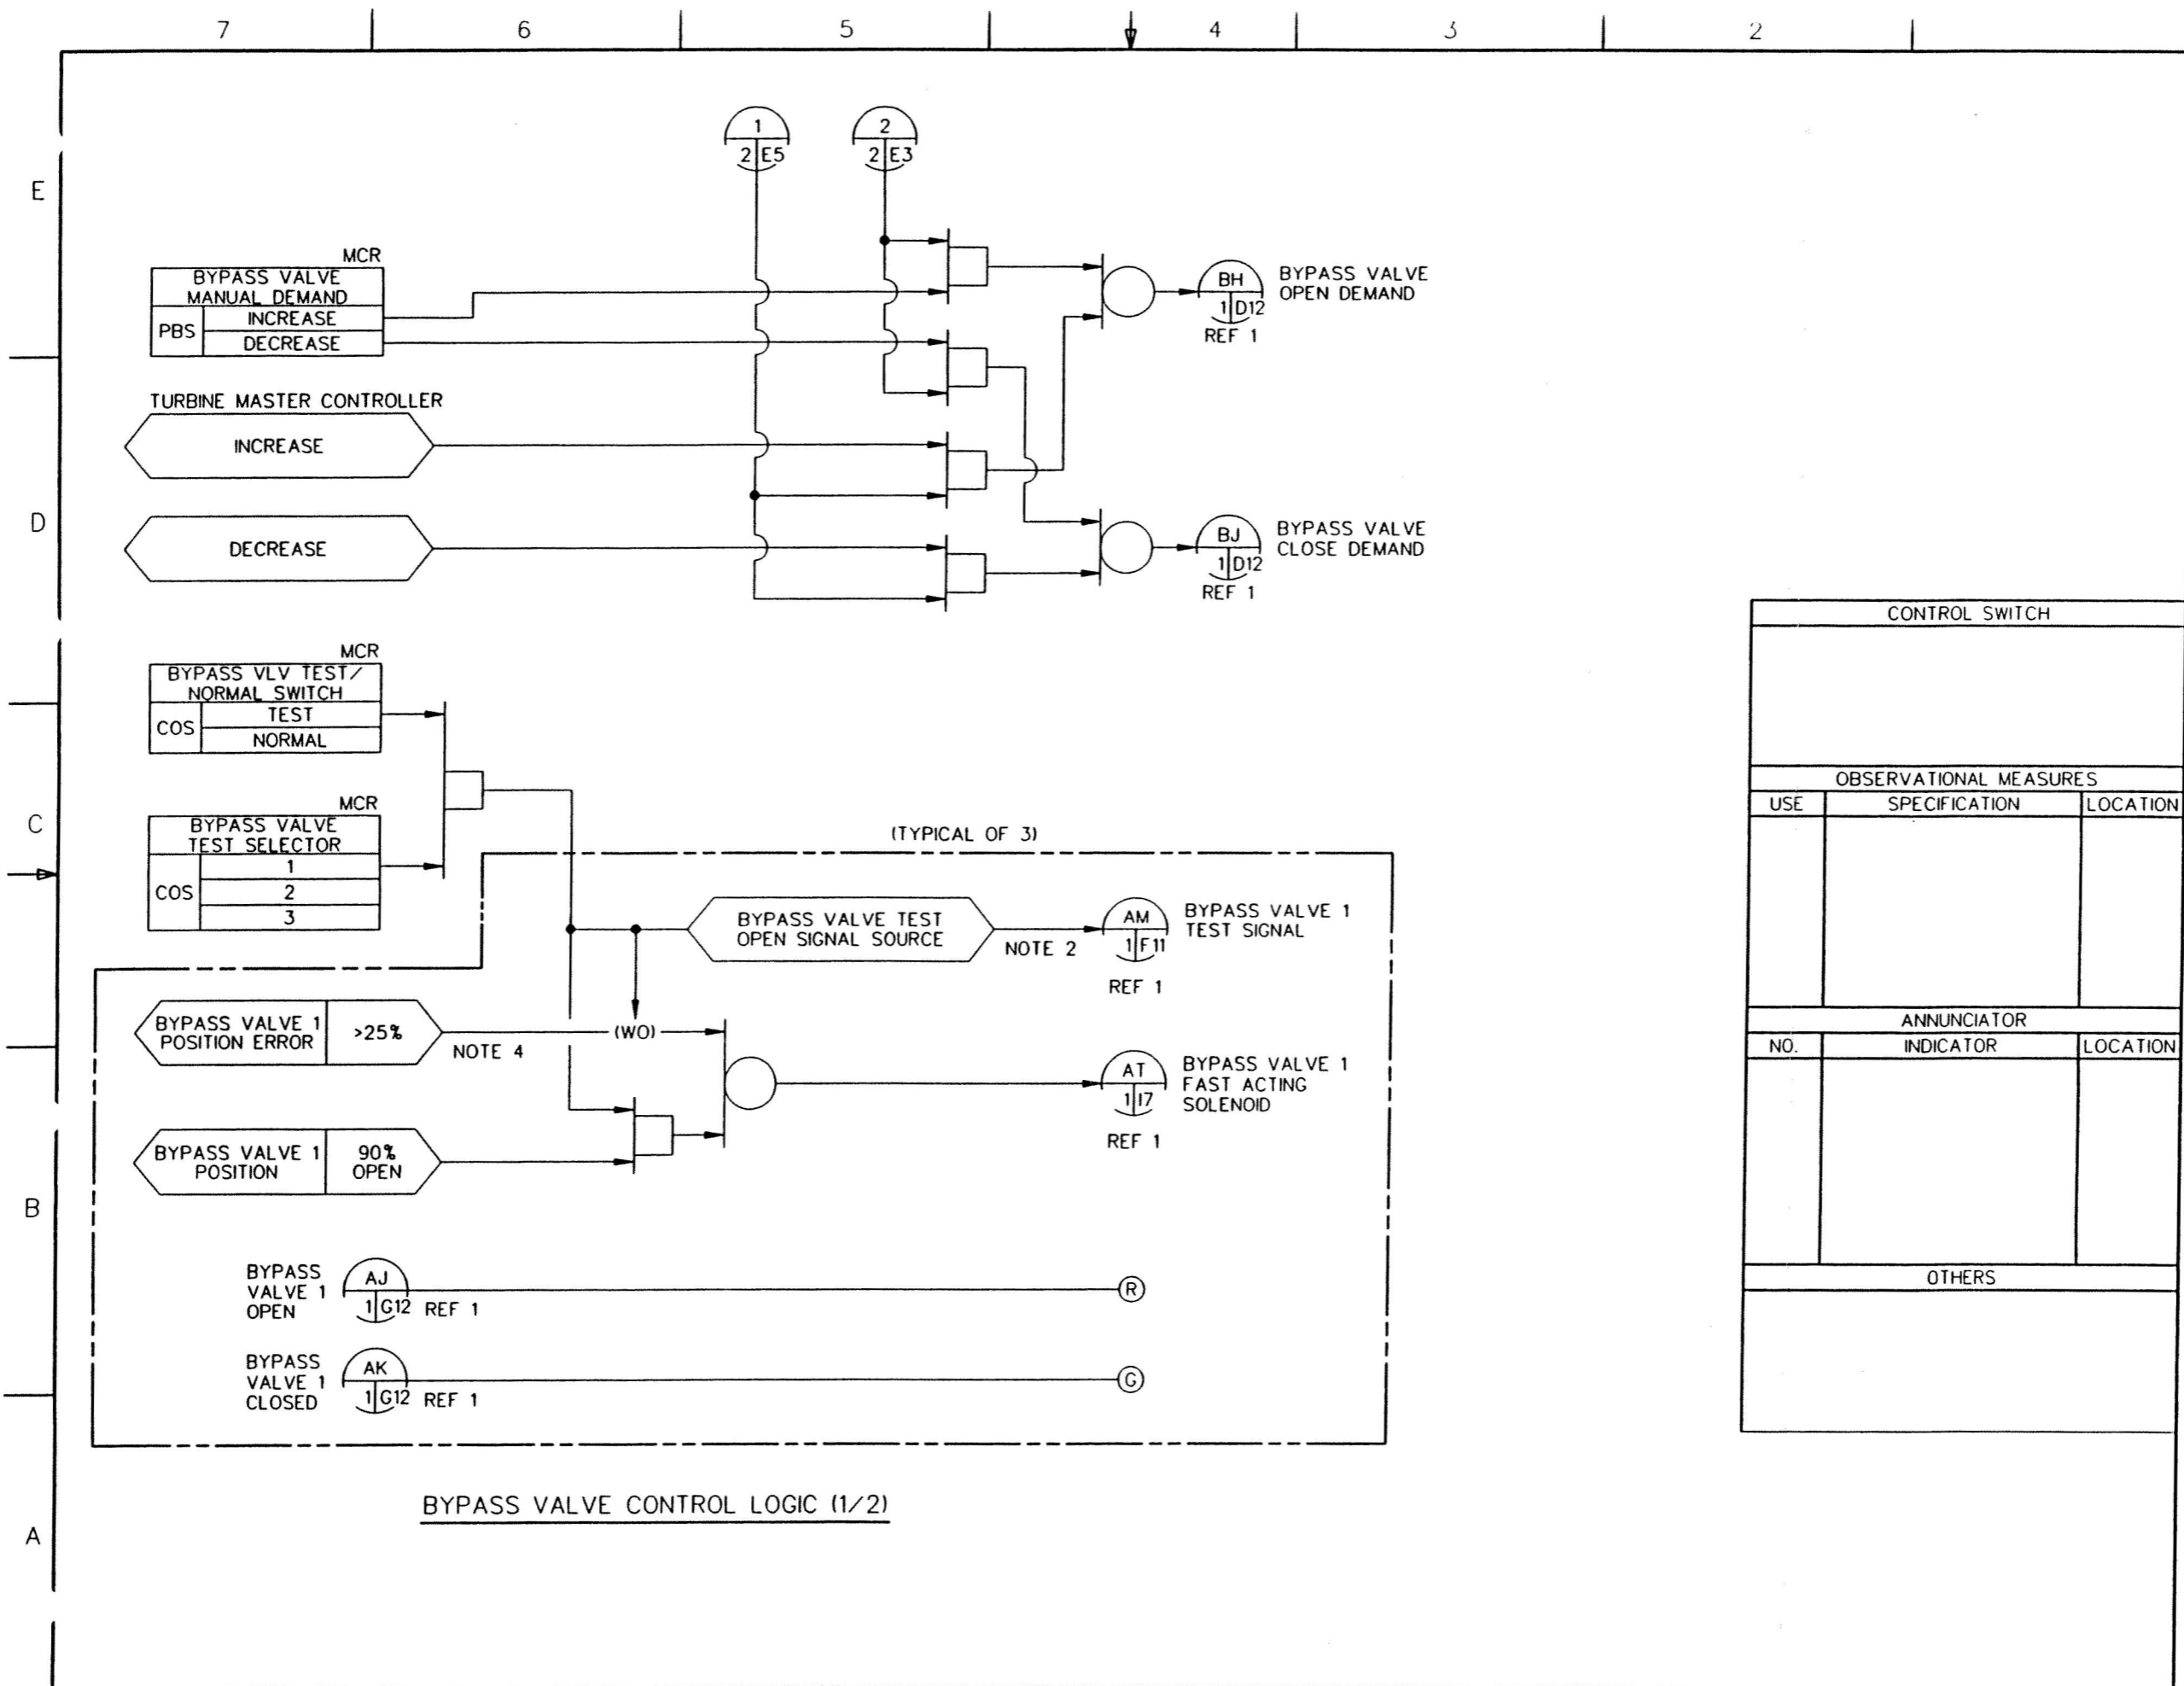 7 6 5 4 3 2
1 2
2 E5 2 E3
E
MCR
BYPASS VALVE
MANUAL DEMAND
PBS INCREASE
DECREASE
BH
1 D12
REF 1
BYPASS VALVE
OPEN DEMAND
TURBINE MASTER CONTROLLER
INCREASE
D
DECREASE
BJ
1 D12
REF 1
BYPASS VALVE
CLOSE DEMAND
MCR
BYPASS VLV TEST/
NORMAL SWITCH
COS TEST
NORMAL
C
MCR
BYPASS VALVE
TEST SELECTOR
COS 1
2
3
(TYPICAL OF 3)
BYPASS VALVE TEST
OPEN SIGNAL SOURCE
NOTE 2
AM
1 F11
REF 1
BYPASS VALVE 1
TEST SIGNAL
BYPASS VALVE 1
POSITION ERROR
>25%
NOTE 4
(WO)
AT
1 I7
REF 1
BYPASS VALVE 1
FAST ACTING
SOLENOID
BYPASS VALVE 1
POSITION
90%
OPEN
B
BYPASS
VALVE 1
OPEN
AJ
1 G12
REF 1
R
BYPASS
VALVE 1
CLOSED
AK
1 G12
REF 1
G
BYPASS VALVE CONTROL LOGIC (1/2)
A
CONTROL SWITCH
OBSERVATIONAL MEASURES
USE SPECIFICATION LOCATION
ANNUNCIATOR
NO. INDICATOR LOCATION
OTHERS